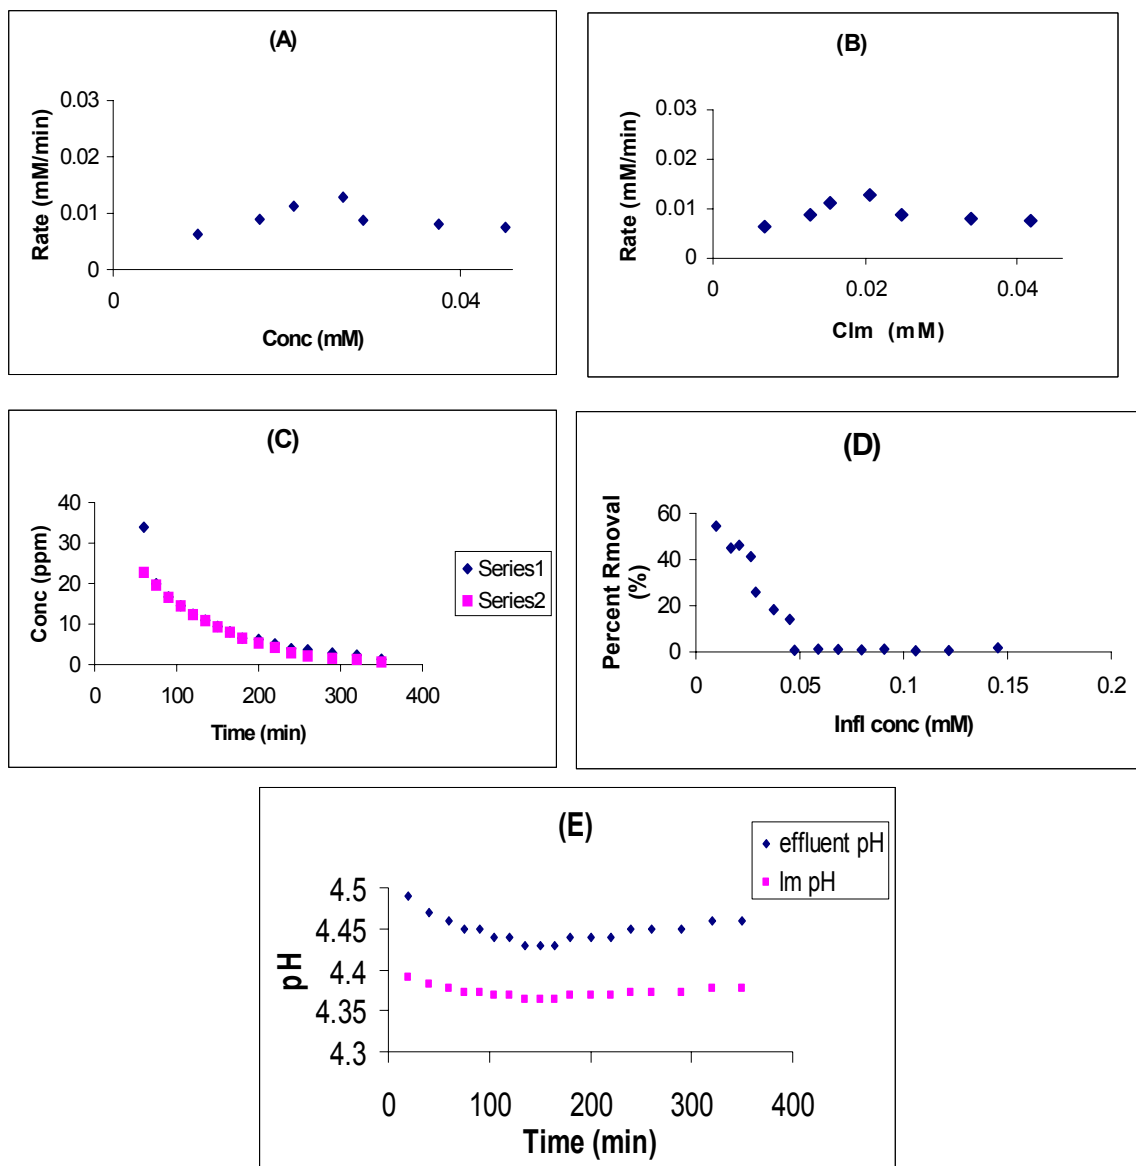 (A)
Rate (mM/min)
0.03
0.02
0.01
0
0
0.04
Conc (mM)
(B)
Rate (mM/min)
0.03
0.02
0.01
0
0
0.02
0.04
Clm (mM)
(C)
Conc (ppm)
40
30
20
10
0
0
100
200
300
400
Time (min)
Series1
Series2
(D)
Percent Rmoval
(%)
60
40
20
0
0
0.05
0.1
0.15
0.2
Infl conc (mM)
(E)
effluent pH
lm pH
pH
4.5
4.45
4.4
4.35
4.3
0
100
200
300
400
Time (min)